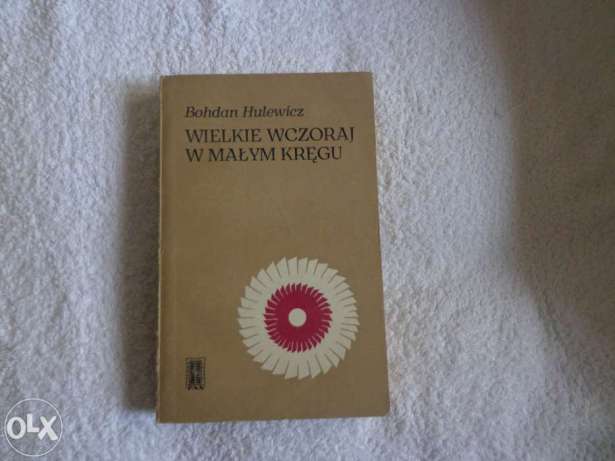 Bohdan Hulewicz
WIELKIE WCZORAJ
W MAŁYM KRĘGU
OLX